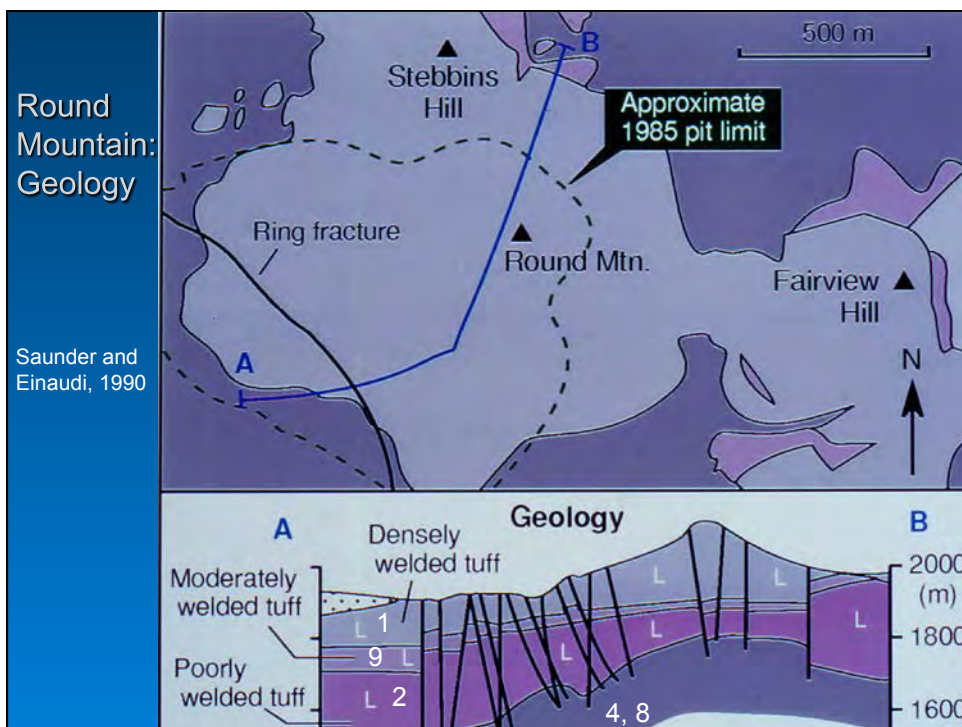 Round
Mountain:
Geology
Saunder and
Einaudi, 1990
B
500 m
Stebbins
Hill
Approximate
1985 pit limit
Ring fracture
Round Mtn.
Fairview
Hill
A
N
A
Geology
B
Densely
welded tuff
Moderately
welded tuff
Poorly
welded tuff
2000
(m)
1800
1600
L 1
9 L
L 2
L
L
L
L
L
L
4, 8